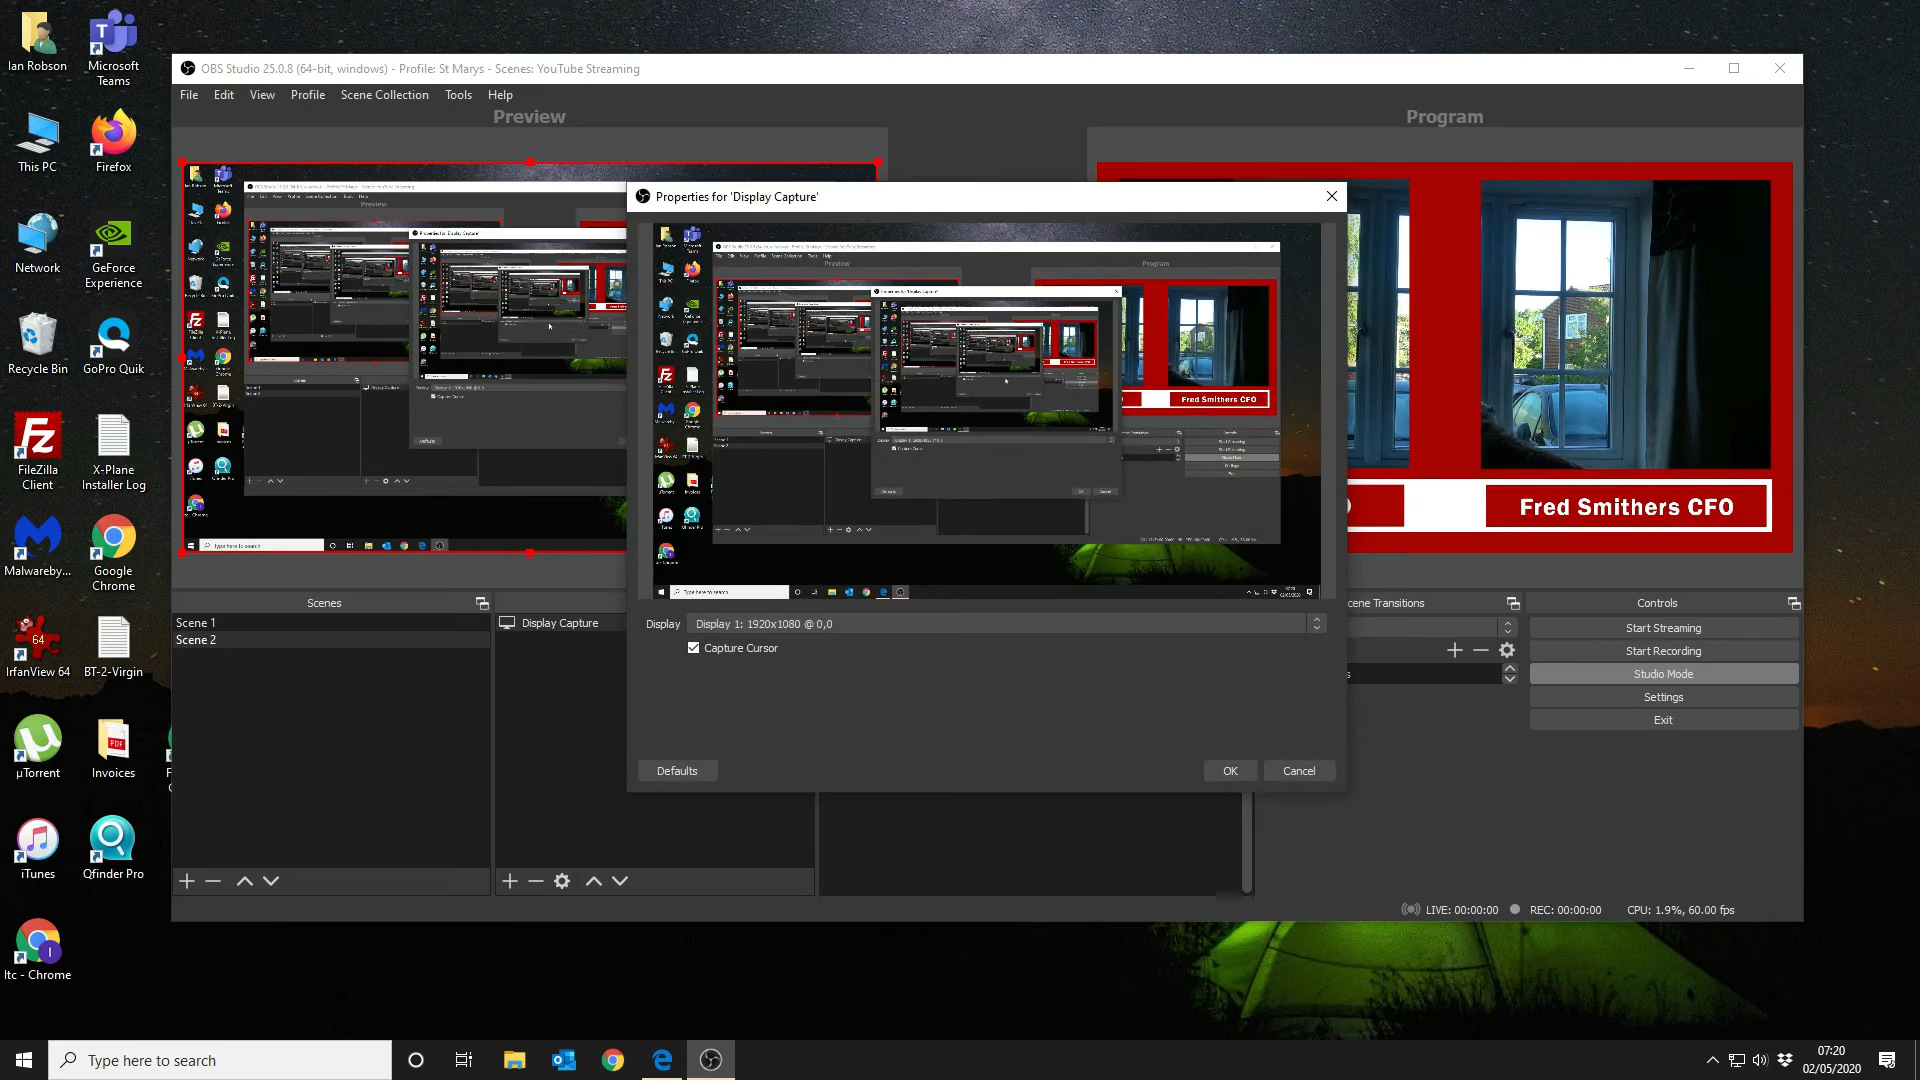 Ian Robson
Microsoft
Teams
This PC
Firefox
Network
GeForce
Experience
Recycle Bin
GoPro Quik
FileZilla
Client
X-Plane
Installer Log
Malwareby...
Google
Chrome
IrfanView 64
BT-2-Virgin
µTorrent
Invoices
iTunes
Qfinder Pro
Itc - Chrome
OBS Studio 25.0.8 (64-bit, windows) - Profile: St Marys - Scenes: YouTube Streaming
File Edit View Profile Scene Collection Tools Help
Preview
Program
Properties for 'Display Capture'
Fred Smithers CFO
Fred Smithers CFO
Display Display 1: 1920x1080 @ 0,0
Capture Cursor
Defaults
OK
Cancel
Scenes
Scene 1
Scene 2
Display Capture
cene Transitions
s
Controls
Start Streaming
Start Recording
Studio Mode
Settings
Exit
LIVE: 00:00:00
REC: 00:00:00
CPU: 1.9%, 60.00 fps
Type here to search
07:20
02/05/2020